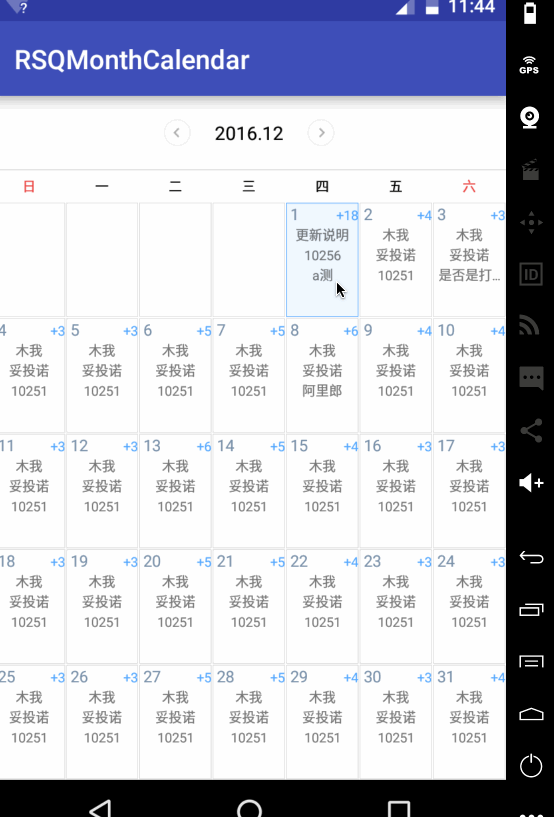 ? 11:44
RSQMonthCalendar
GPS
2016.12
日 一 二 三 四 五 六
ID
1 +18 2 +4 3 +3
更新说明 木我 木我
10256 妥投诺 妥投诺
a测 10251 是否是打...
4 +3 5 +3 6 +5 7 +5 8 +6 9 +4 10 +4
木我 木我 木我 木我 木我 木我 木我
妥投诺 妥投诺 妥投诺 妥投诺 妥投诺 妥投诺 妥投诺
10251 10251 10251 10251 阿里郎 10251 10251
11 +3 12 +3 13 +6 14 +5 15 +4 16 +3 17 +3
木我 木我 木我 木我 木我 木我 木我
妥投诺 妥投诺 妥投诺 妥投诺 妥投诺 妥投诺 妥投诺
10251 10251 10251 10251 10251 10251 10251
18 +3 19 +3 20 +5 21 +5 22 +4 23 +3 24 +3
木我 木我 木我 木我 木我 木我 木我
妥投诺 妥投诺 妥投诺 妥投诺 妥投诺 妥投诺 妥投诺
10251 10251 10251 10251 10251 10251 10251
25 +3 26 +3 27 +5 28 +5 29 +4 30 +3 31 +4
木我 木我 木我 木我 木我 木我 木我
妥投诺 妥投诺 妥投诺 妥投诺 妥投诺 妥投诺 妥投诺
10251 10251 10251 10251 10251 10251 10251